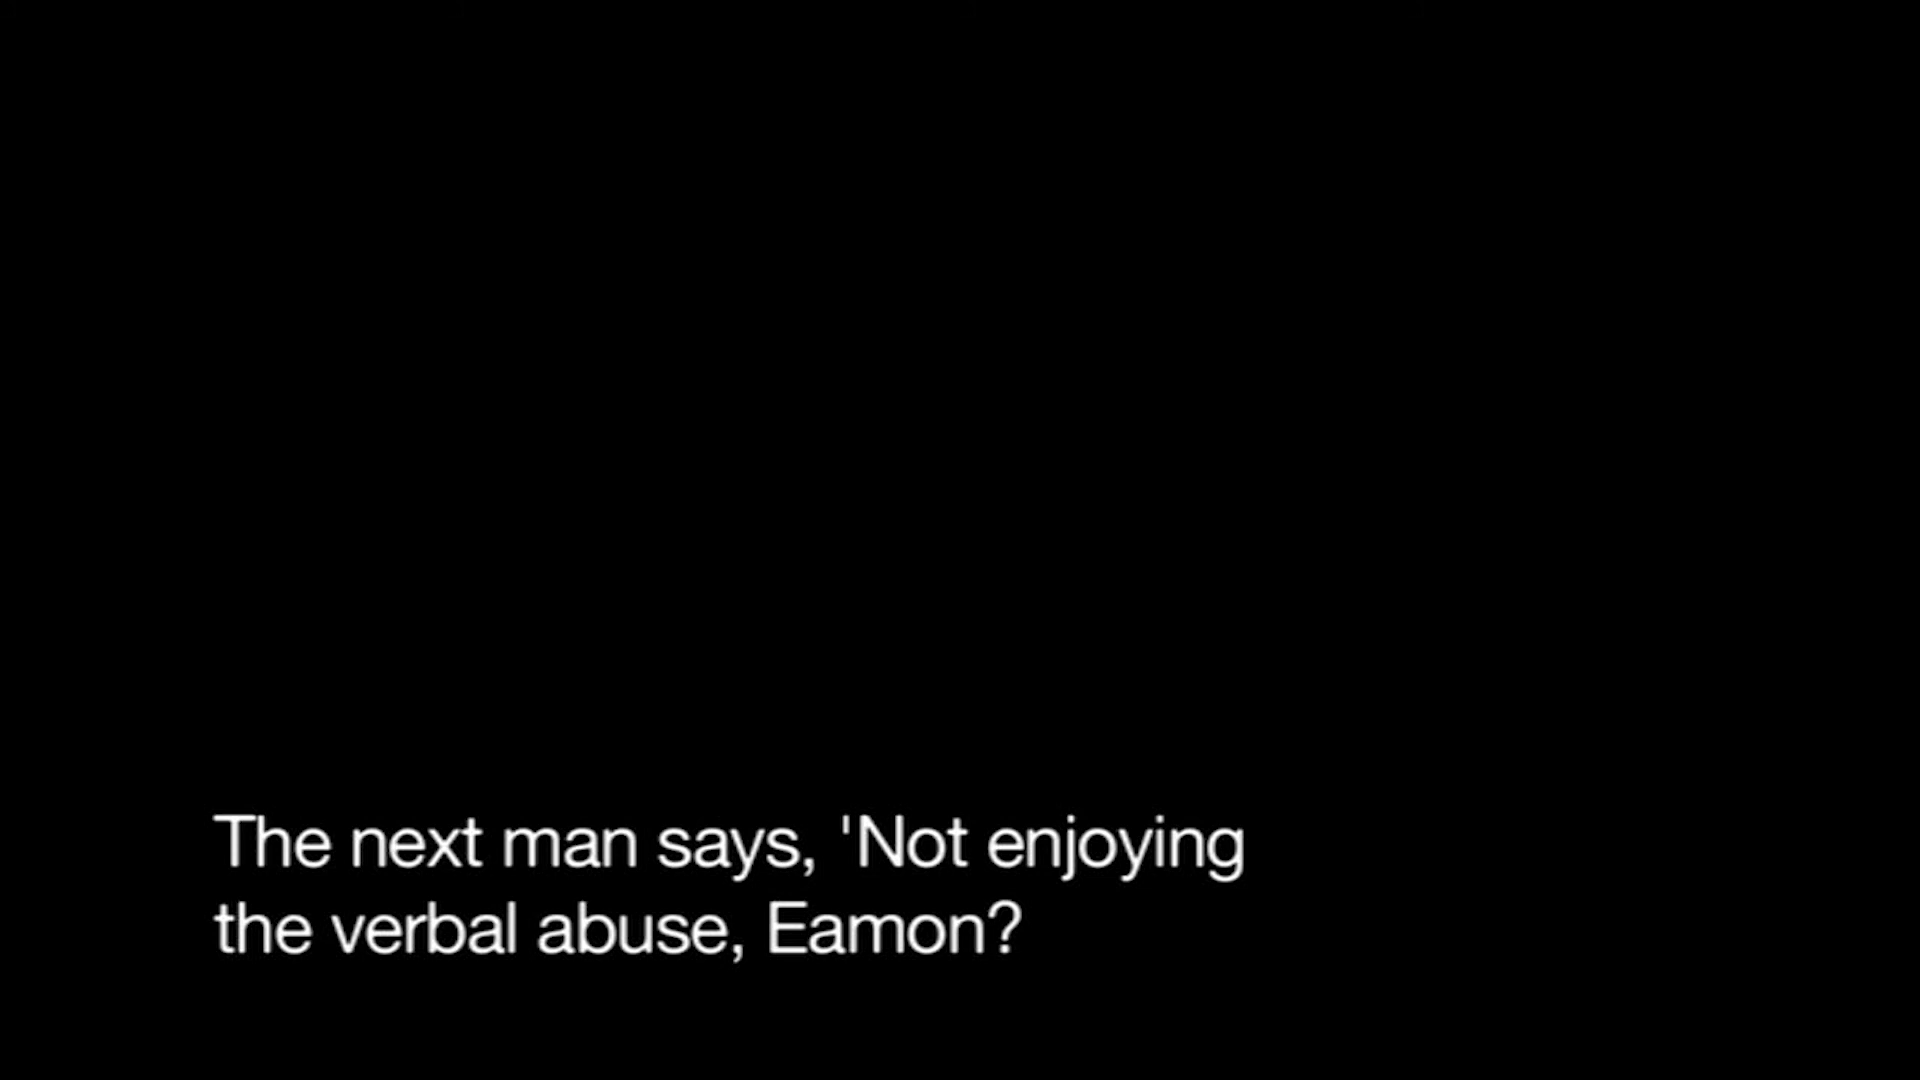 The next man says, 'Not enjoying
the verbal abuse, Eamon?